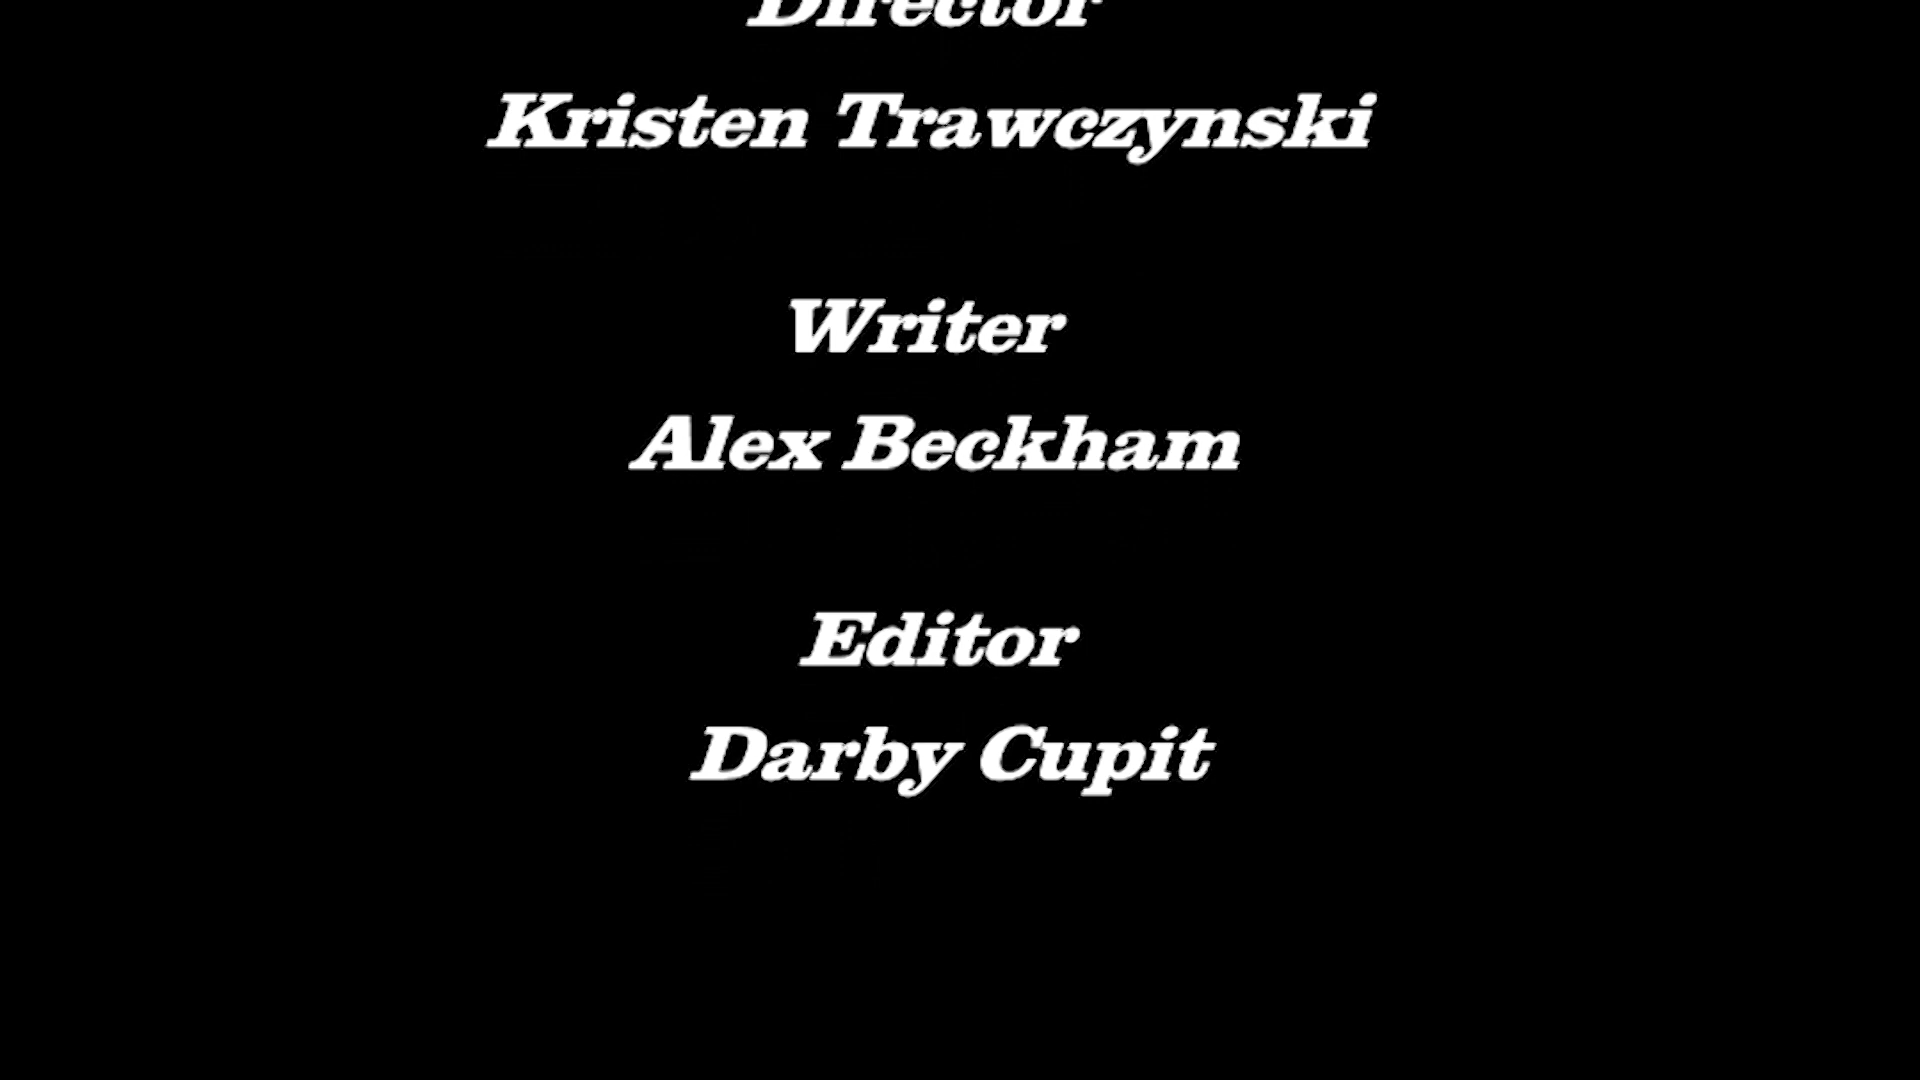 Director
Kristen Trawczynski
Writer
Alex Beckham
Editor
Darby Cupit